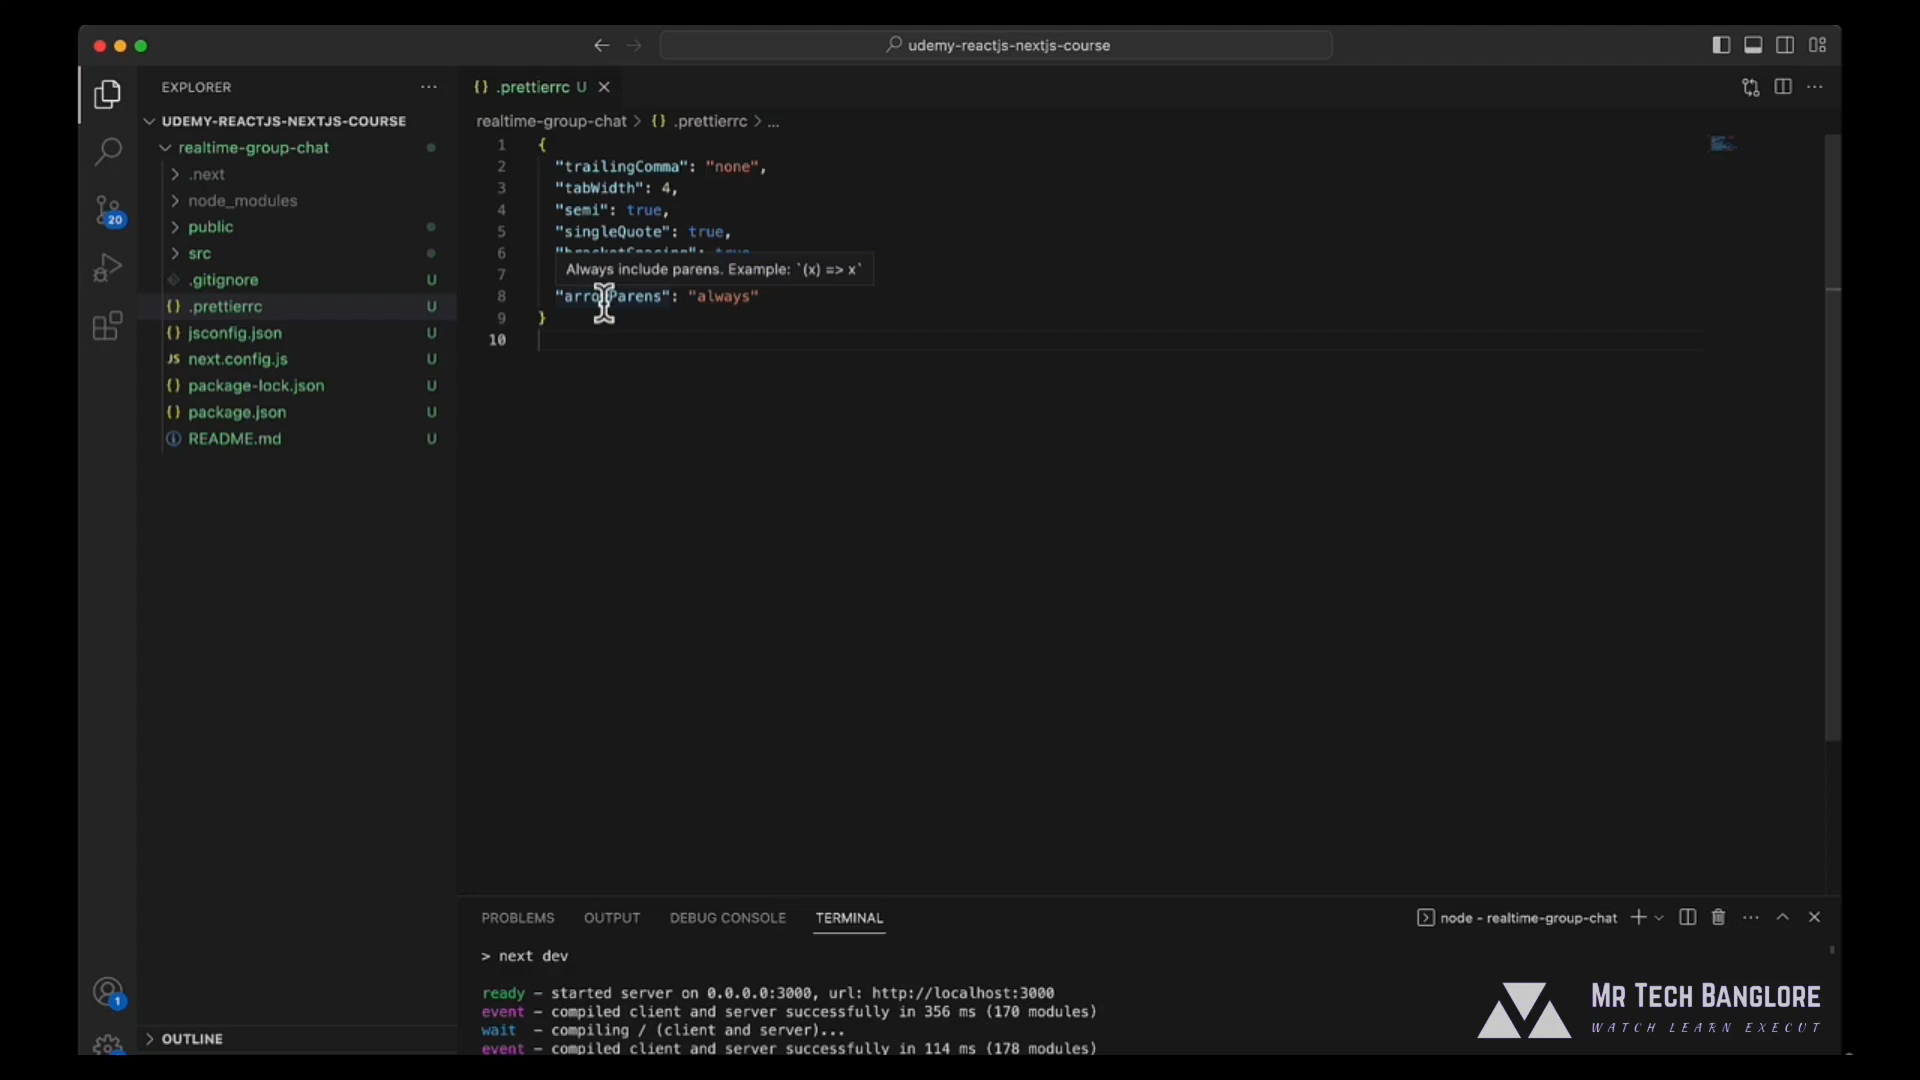 udemy-reactjs-nextjs-course
EXPLORER
UDEMY-REACTJS-NEXTJS-COURSE
realtime-group-chat
.next
node_modules
public
src
.gitignore U
.prettierrc U
jsconfig.json U
JS next.config.js U
package-lock.json U
package.json U
README.md U
OUTLINE
20
1
{} .prettierrc U
realtime-group-chat > {} .prettierrc > ...
1 {
2 "trailingComma": "none",
3 "tabWidth": 4,
4 "semi": true,
5 "singleQuote": true,
6 "bracketSpacing": true,
Always include parens. Example: `(x) => x`
7
8 "arrowParens": "always"
9 }
10
PROBLEMS OUTPUT DEBUG CONSOLE TERMINAL
node - realtime-group-chat
> next dev
ready - started server on 0.0.0.0:3000, url: http://localhost:3000
event - compiled client and server successfully in 356 ms (170 modules)
wait - compiling / (client and server)...
event - compiled client and server successfully in 114 ms (178 modules)
MR TECH BANGLORE
WATCH LEARN EXECUT